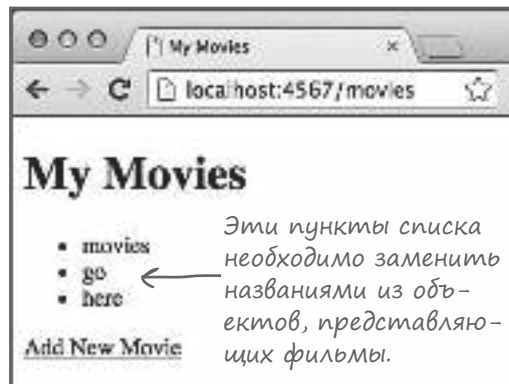 My Movies
localhost:4567/movies
My Movies
movies
go
here
Add New Movie
Эти пункты списка
необходимо заменить
названиями из объ-
ектов, представляю-
щих фильмы.